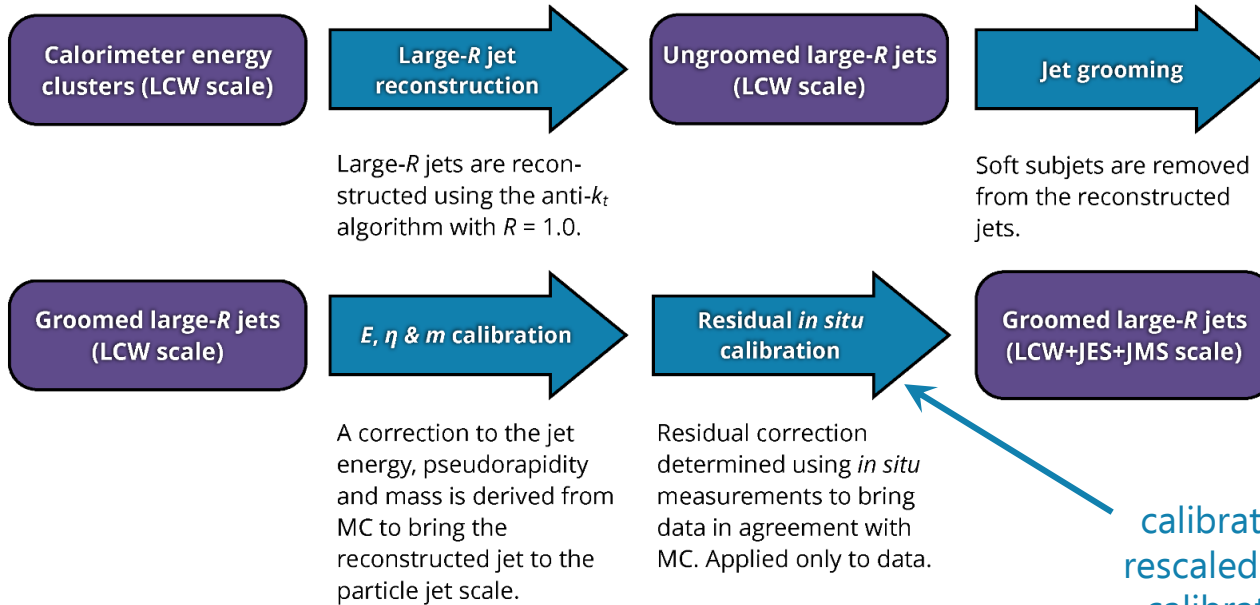 Calorimeter energy
clusters (LCW scale)
Large-R jet
reconstruction
Ungroomed large-R jets
(LCW scale)
Jet grooming
Large-R jets are recon-
structed using the anti-kt
algorithm with R = 1.0.
Soft subjets are removed
from the reconstructed
jets.
Groomed large-R jets
(LCW scale)
E, η & m calibration
Residual in situ
calibration
Groomed large-R jets
(LCW+JES+JMS scale)
A correction to the jet
energy, pseudorapidity
and mass is derived from
MC to bring the
reconstructed jet to the
particle jet scale.
Residual correction
determined using in situ
measurements to bring
data in agreement with
MC. Applied only to data.
calibrat
rescaled
calibrat